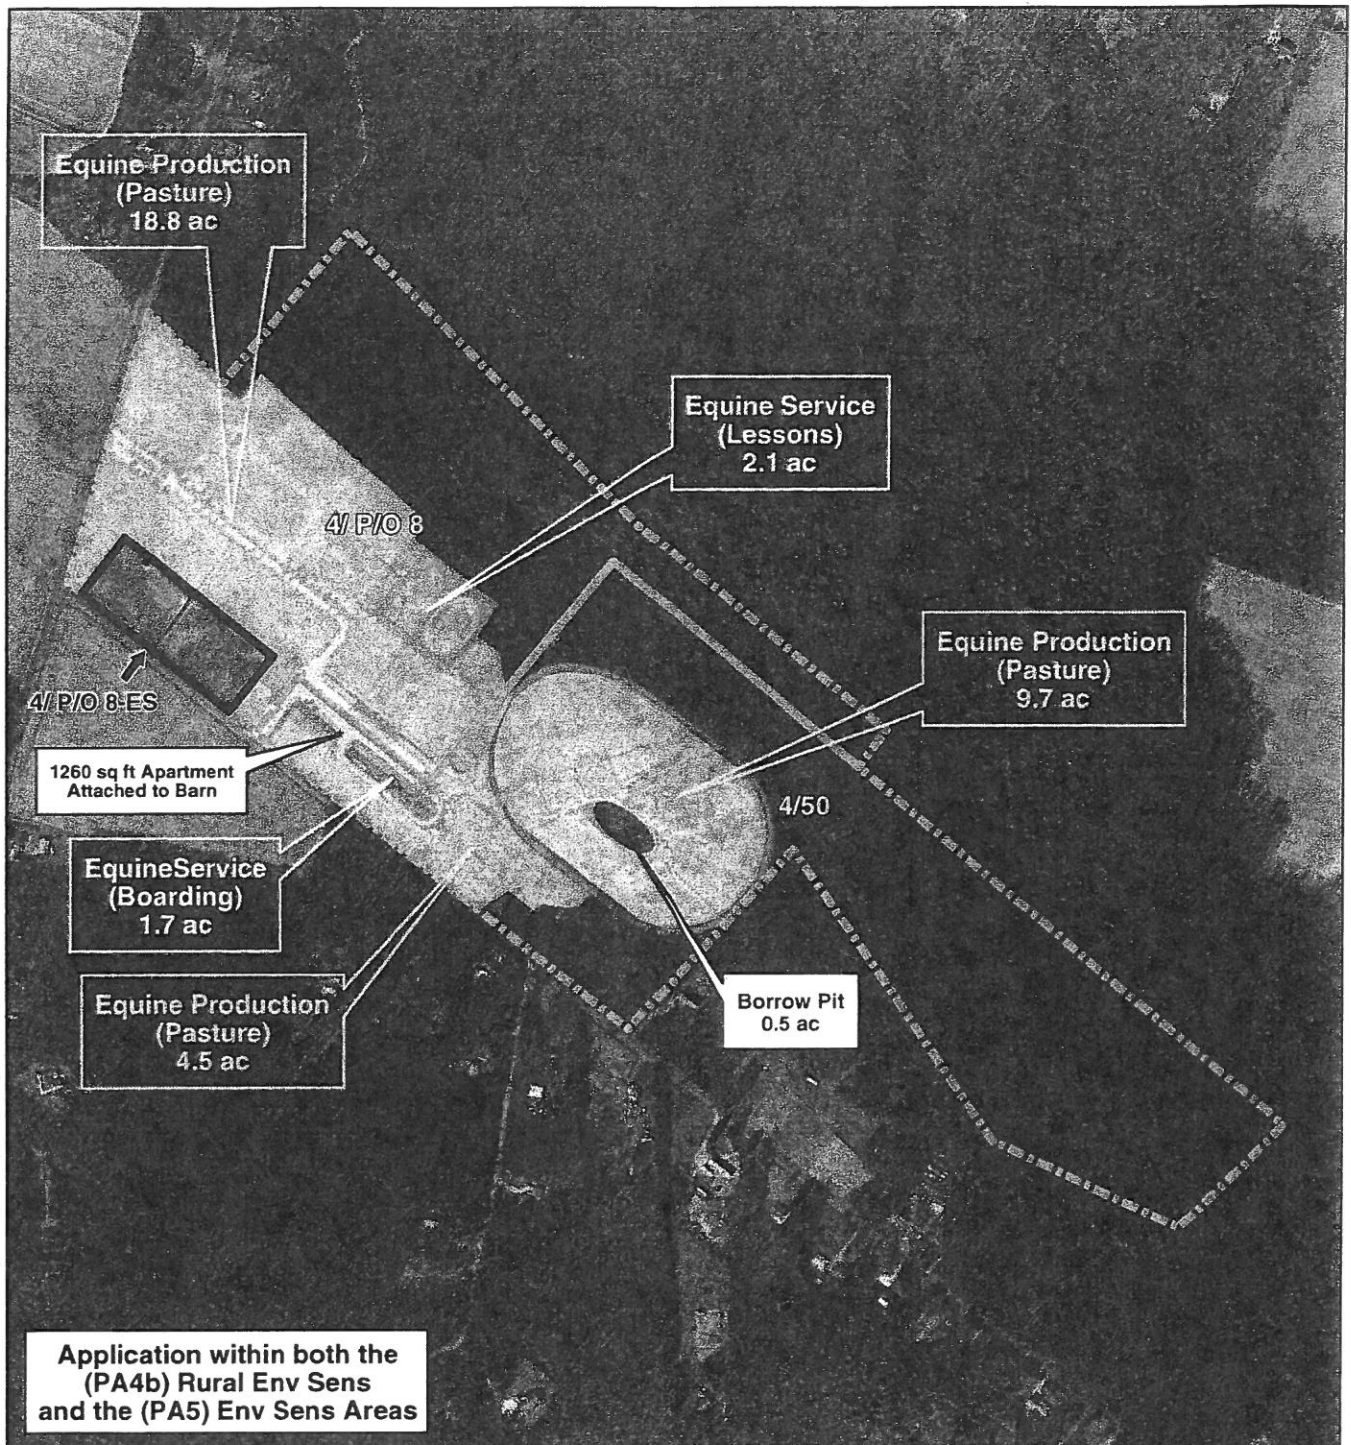 Equine Production
(Pasture)
18.8 ac
Equine Service
(Lessons)
2.1 ac
4/ P/O 8
Equine Production
(Pasture)
9.7 ac
4/ P/O 8-ES
1260 sq ft Apartment
Attached to Barn
4/50
EquineService
(Boarding)
1.7 ac
Equine Production
(Pasture)
4.5 ac
Borrow Pit
0.5 ac
Application within both the
(PA4b) Rural Env Sens
and the (PA5) Env Sens Areas